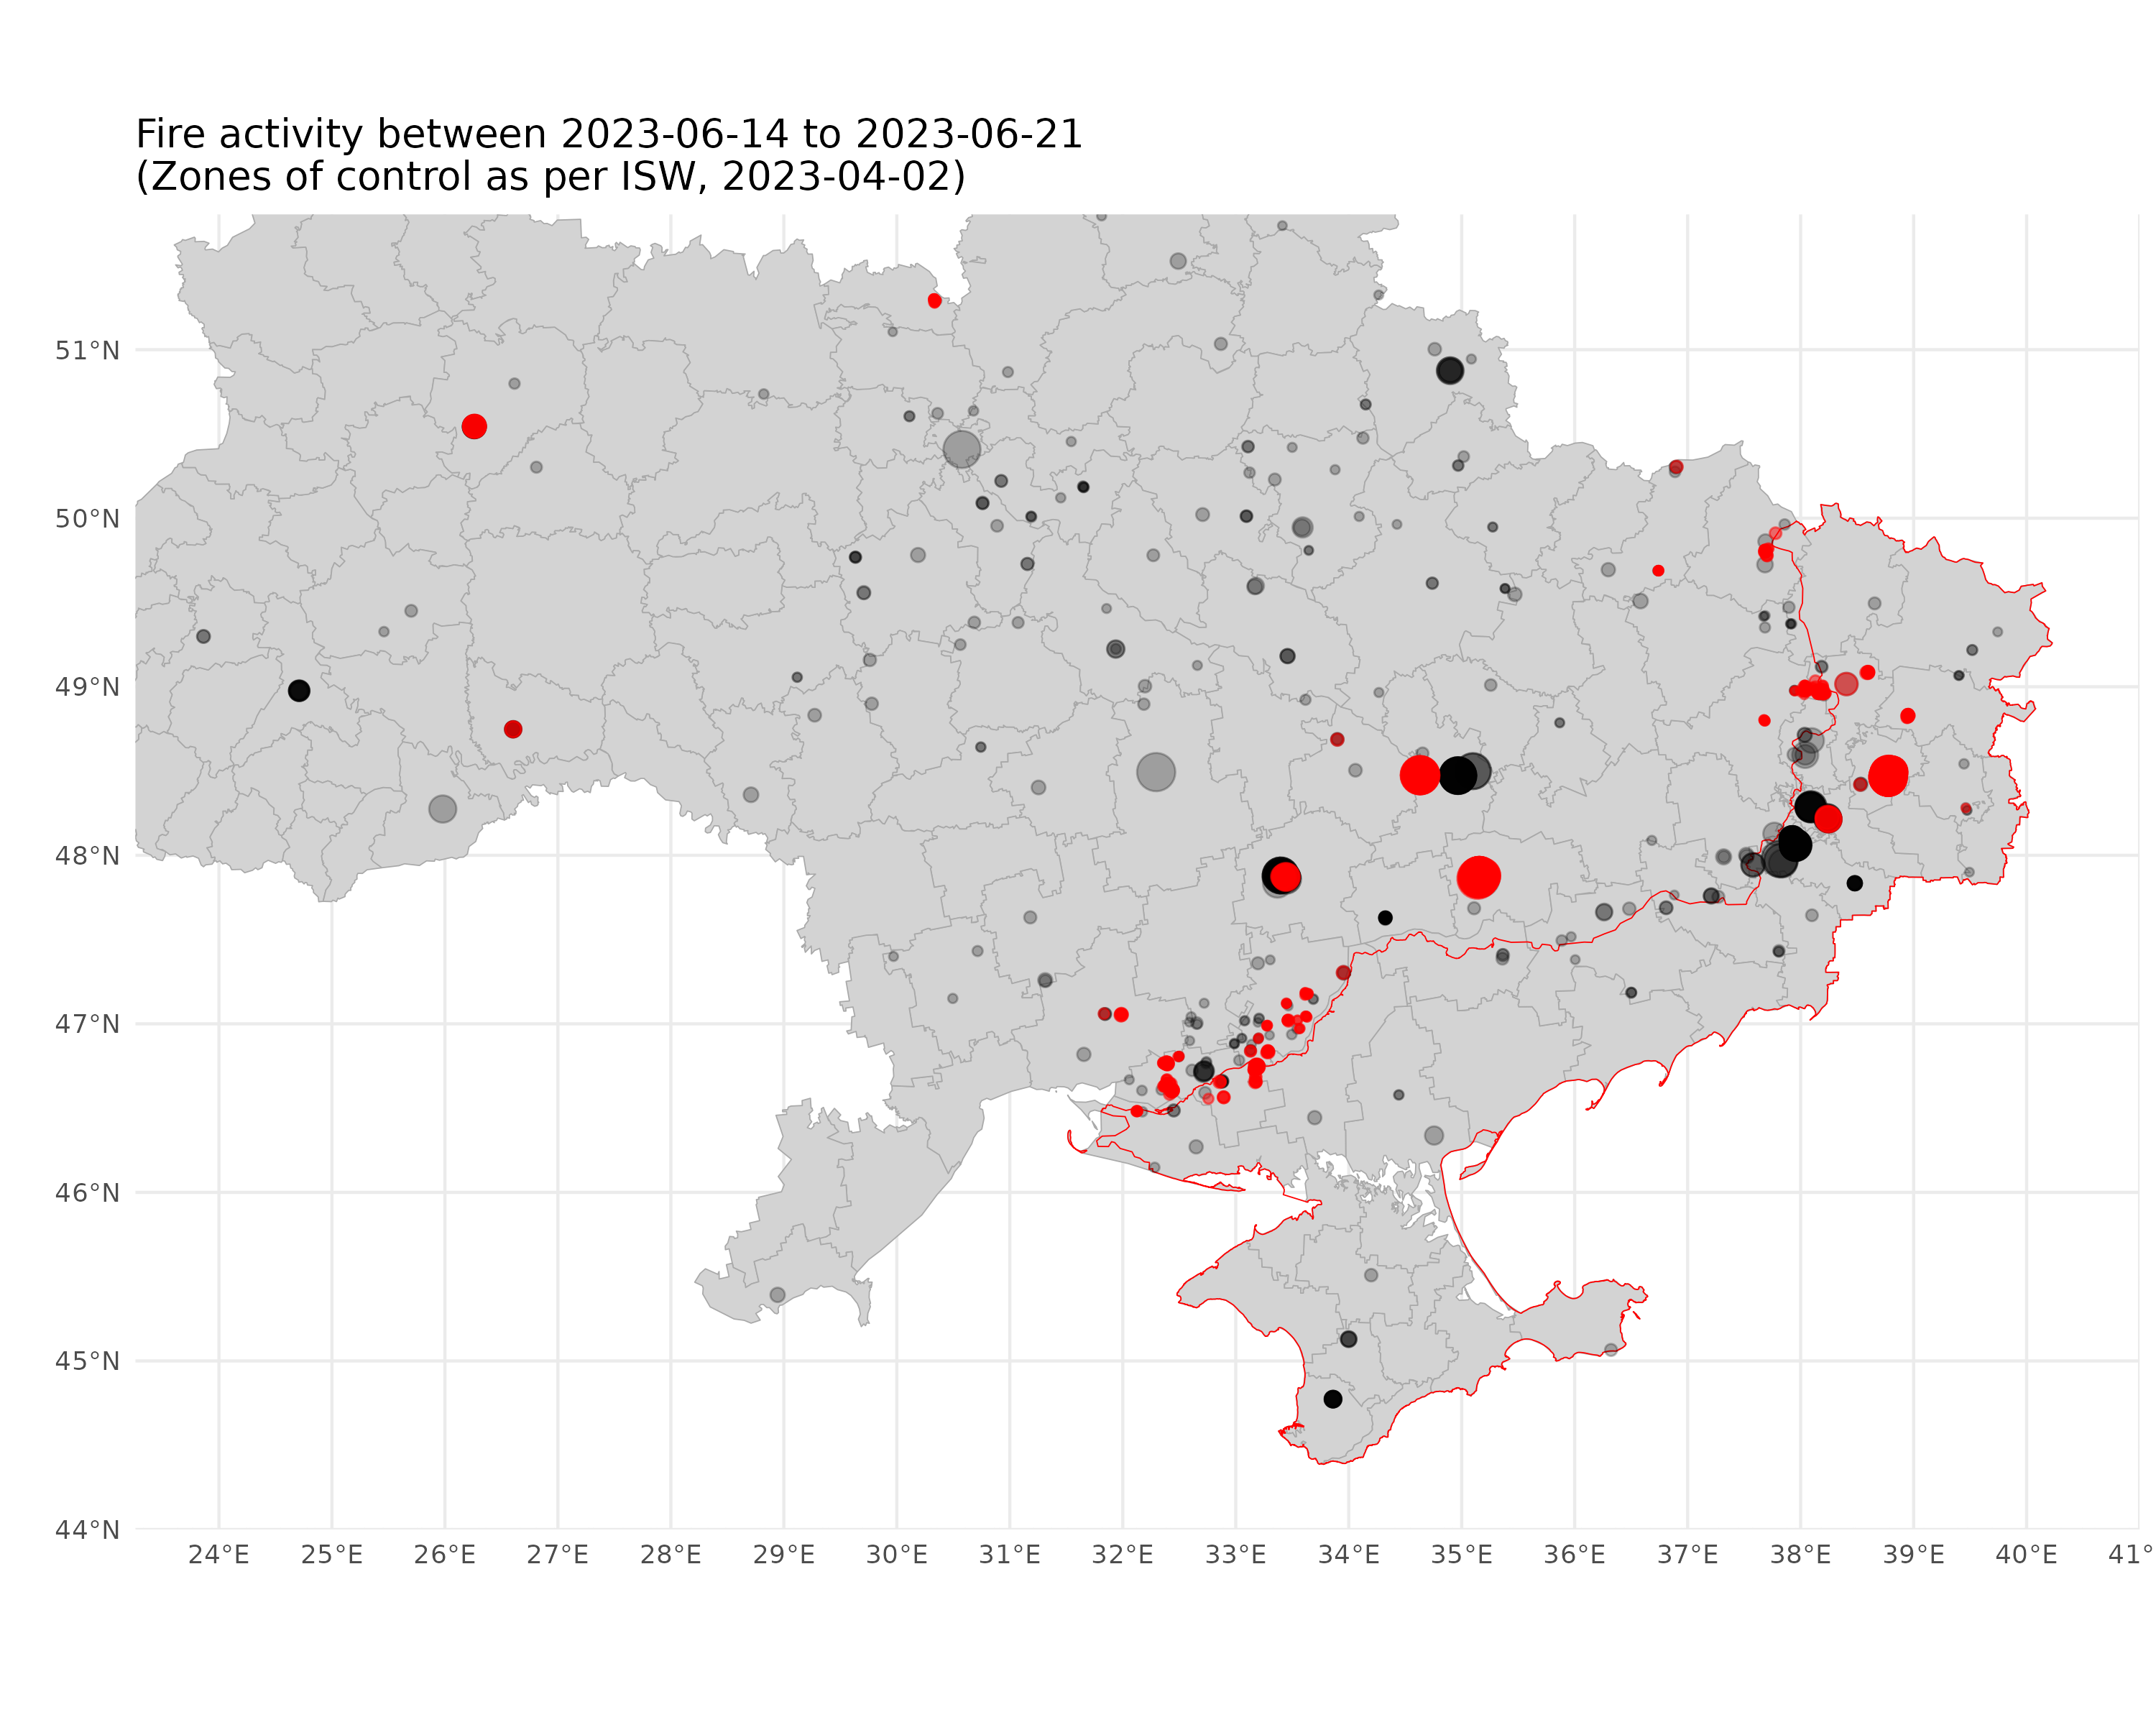 Fire activity between 2023-06-14 to 2023-06-21
(Zones of control as per ISW, 2023-04-02)
51°N
50°N
49°N
48°N
47°N
46°N
45°N
44°N
24°E 25°E 26°E 27°E 28°E 29°E 30°E 31°E 32°E 33°E 34°E 35°E 36°E 37°E 38°E 39°E 40°E 41°